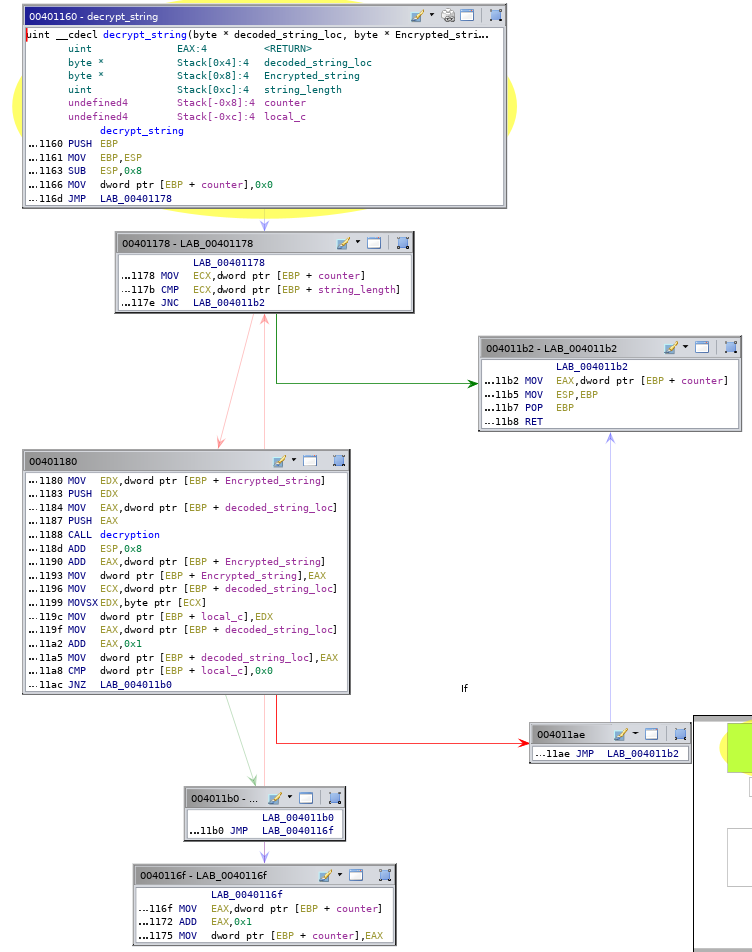 00401160 - decrypt_string
uint __cdecl decrypt_string(byte * decoded_string_loc, byte * Encrypted_stri...
uint EAX:4 <RETURN>
byte * Stack[0x4]:4 decoded_string_loc
byte * Stack[0x8]:4 Encrypted_string
uint Stack[0xc]:4 string_length
undefined4 Stack[-0x8]:4 counter
undefined4 Stack[-0xc]:4 local_c
decrypt_string
...1160 PUSH EBP
...1161 MOV EBP,ESP
...1163 SUB ESP,0x8
...1166 MOV dword ptr [EBP + counter],0x0
...116d JMP LAB_00401178
00401178 - LAB_00401178
LAB_00401178
...1178 MOV ECX,dword ptr [EBP + counter]
...117b CMP ECX,dword ptr [EBP + string_length]
...117e JNC LAB_004011b2
004011b2 - LAB_004011b2
LAB_004011b2
...11b2 MOV EAX,dword ptr [EBP + counter]
...11b5 MOV ESP,EBP
...11b7 POP EBP
...11b8 RET
00401180
...1180 MOV EDX,dword ptr [EBP + Encrypted_string]
...1183 PUSH EDX
...1184 MOV EAX,dword ptr [EBP + decoded_string_loc]
...1187 PUSH EAX
...1188 CALL decryption
...118d ADD ESP,0x8
...1190 ADD EAX,dword ptr [EBP + Encrypted_string]
...1193 MOV dword ptr [EBP + Encrypted_string],EAX
...1196 MOV ECX,dword ptr [EBP + decoded_string_loc]
...1199 MOVSX EDX,byte ptr [ECX]
...119c MOV dword ptr [EBP + local_c],EDX
...119f MOV EAX,dword ptr [EBP + decoded_string_loc]
...11a2 ADD EAX,0x1
...11a5 MOV dword ptr [EBP + decoded_string_loc],EAX
...11a8 CMP dword ptr [EBP + local_c],0x0
...11ac JNZ LAB_004011b0
If
004011ae
...11ae JMP LAB_004011b2
004011b0 - ...
LAB_004011b0
...11b0 JMP LAB_0040116f
0040116f - LAB_0040116f
LAB_0040116f
...116f MOV EAX,dword ptr [EBP + counter]
...1172 ADD EAX,0x1
...1175 MOV dword ptr [EBP + counter],EAX